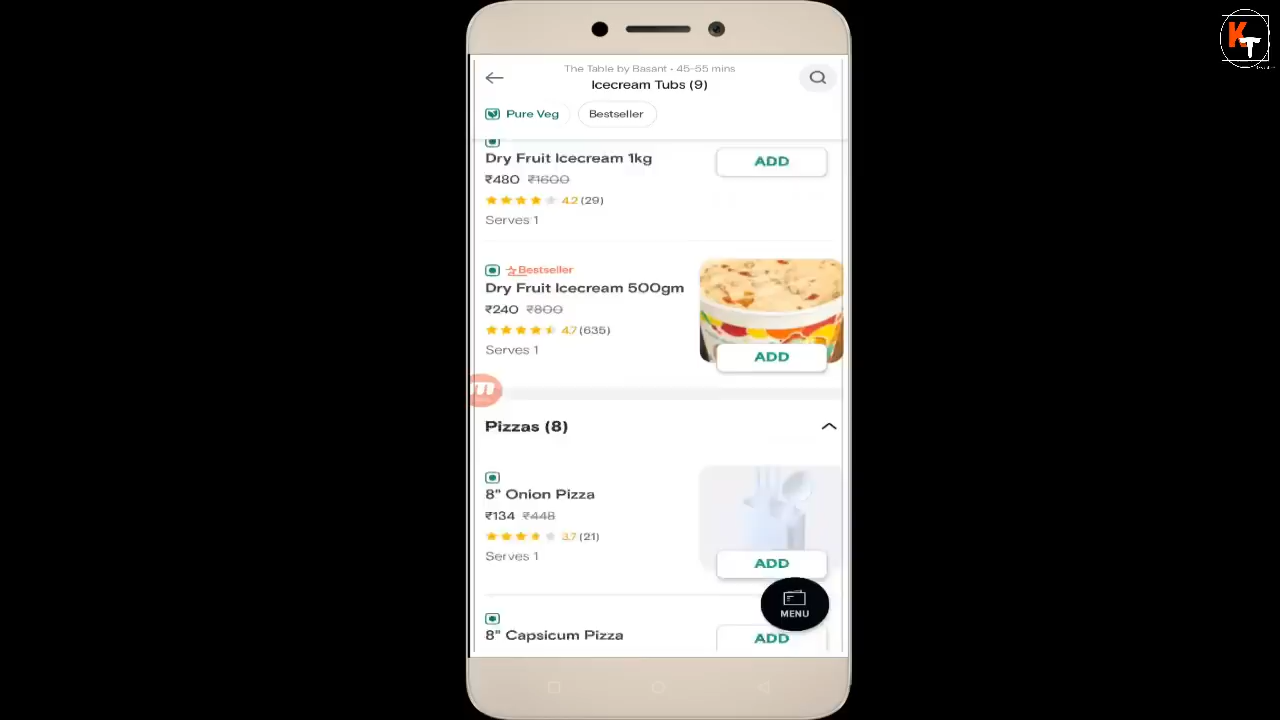 KT
The Table by Basant • 45-55 mins
Icecream Tubs (9)
Pure Veg
Bestseller
Dry Fruit Icecream 1kg
ADD
₹480 ₹1600
4.2 (29)
Serves 1
Bestseller
Dry Fruit Icecream 500gm
₹240 ₹800
4.7 (635)
Serves 1
ADD
Pizzas (8)
8" Onion Pizza
₹134 ₹448
3.7 (21)
Serves 1
ADD
MENU
8" Capsicum Pizza
ADD